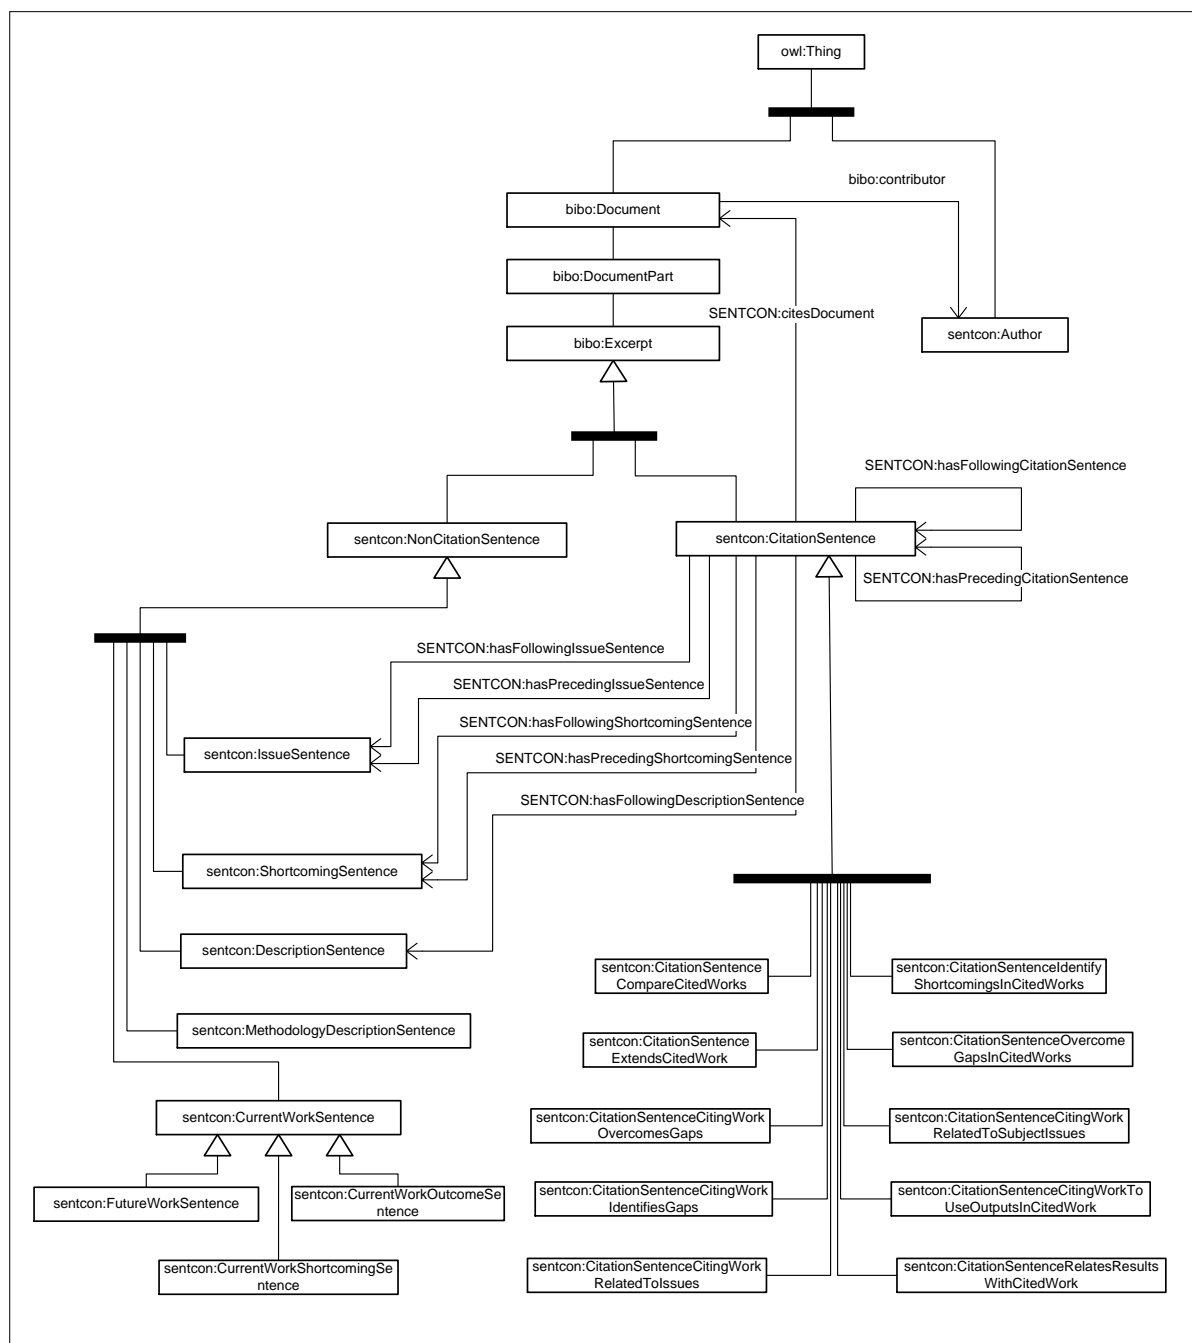 owl:Thing
bibo:contributor
bibo:Document
bibo:DocumentPart
SENTCON:citesDocument
sentcon:Author
bibo:Excerpt
SENTCON:hasFollowingCitationSentence
sentcon:NonCitationSentence
sentcon:CitationSentence
SENTCON:hasPrecedingCitationSentence
SENTCON:hasFollowingIssueSentence
SENTCON:hasPrecedingIssueSentence
SENTCON:hasFollowingShortcomingSentence
sentcon:IssueSentence
SENTCON:hasPrecedingShortcomingSentence
SENTCON:hasFollowingDescriptionSentence
sentcon:ShortcomingSentence
sentcon:DescriptionSentence
sentcon:CitationSentence
CompareCitedWorks
sentcon:CitationSentenceIdentify
ShortcomingsInCitedWorks
sentcon:MethodologyDescriptionSentence
sentcon:CitationSentence
ExtendsCitedWork
sentcon:CitationSentenceOvercome
GapsInCitedWorks
sentcon:CurrentWorkSentence
sentcon:CitationSentenceCitingWork
OvercomesGaps
sentcon:CitationSentenceCitingWork
RelatedToSubjectIssues
sentcon:FutureWorkSentence
sentcon:CurrentWorkOutcomeSe
ntence
sentcon:CitationSentenceCitingWork
IdentifiesGaps
sentcon:CitationSentenceCitingWorkTo
UseOutputsInCitedWork
sentcon:CurrentWorkShortcomingSe
ntence
sentcon:CitationSentenceCitingWork
RelatedToIssues
sentcon:CitationSentenceRelatesResults
WithCitedWork